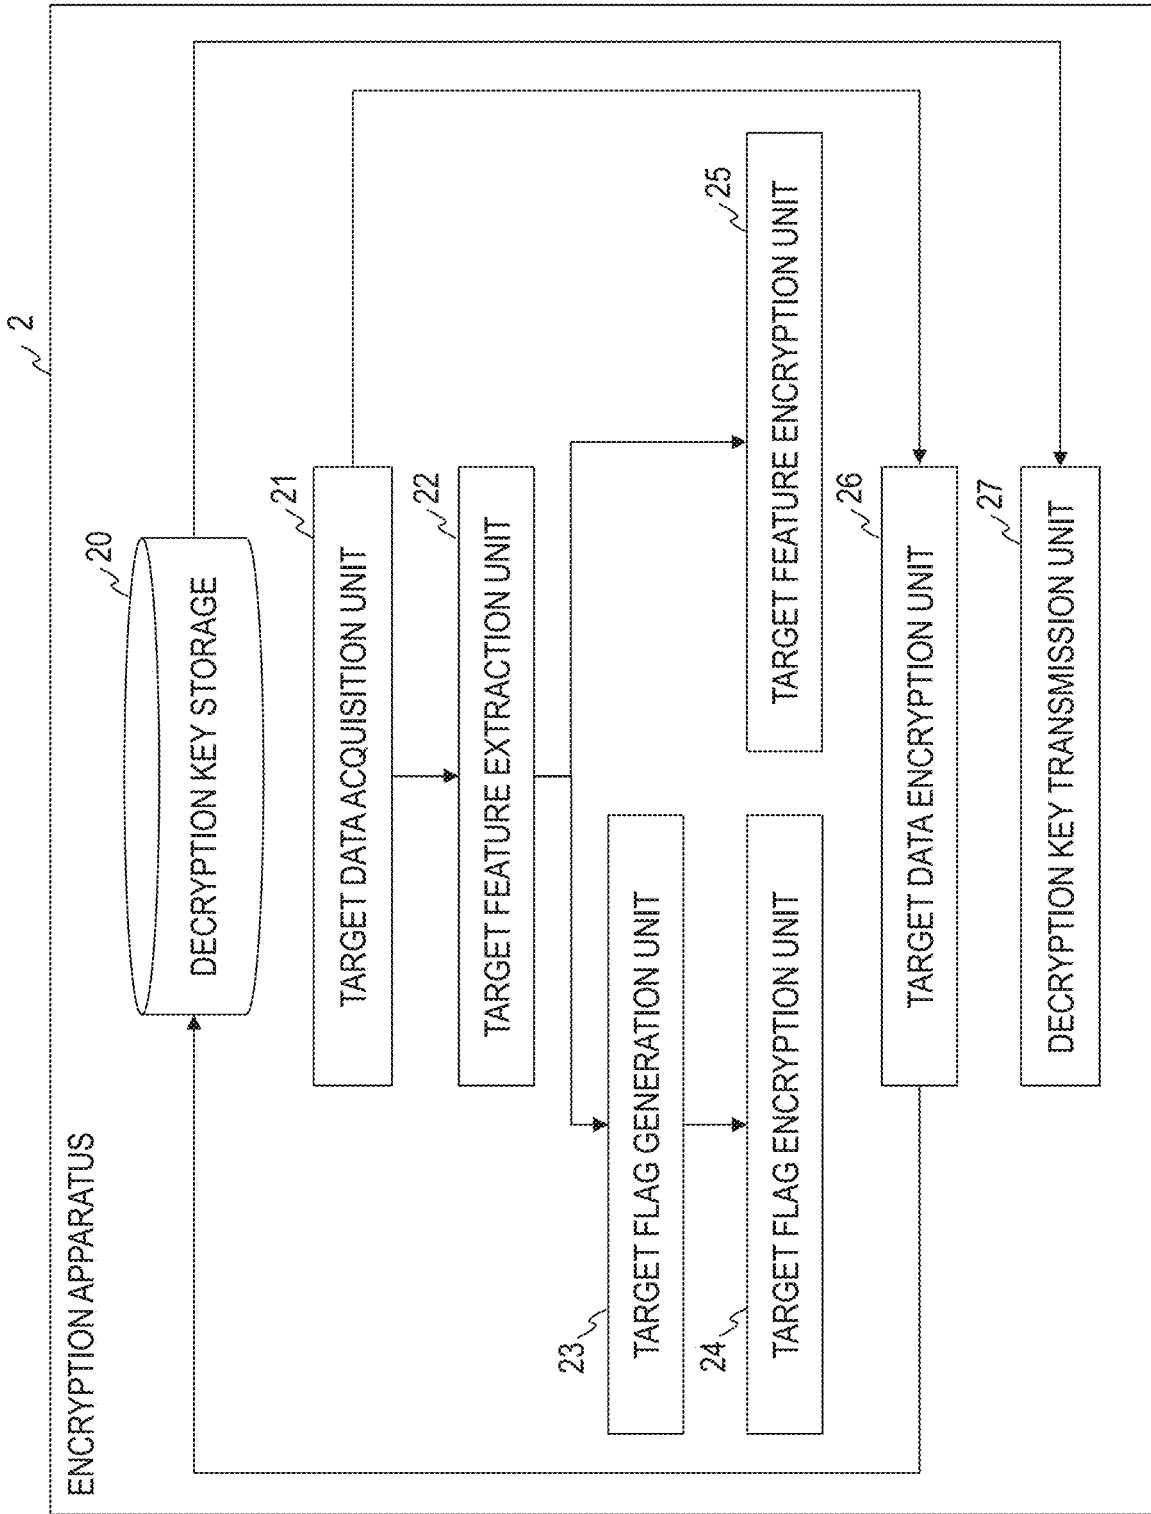 2
ENCRYPTION APPARATUS
20
DECRYPTION KEY STORAGE
21
TARGET DATA ACQUISITION UNIT
22
TARGET FEATURE EXTRACTION UNIT
23
TARGET FLAG GENERATION UNIT
24
TARGET FLAG ENCRYPTION UNIT
25
TARGET FEATURE ENCRYPTION UNIT
26
TARGET DATA ENCRYPTION UNIT
27
DECRYPTION KEY TRANSMISSION UNIT